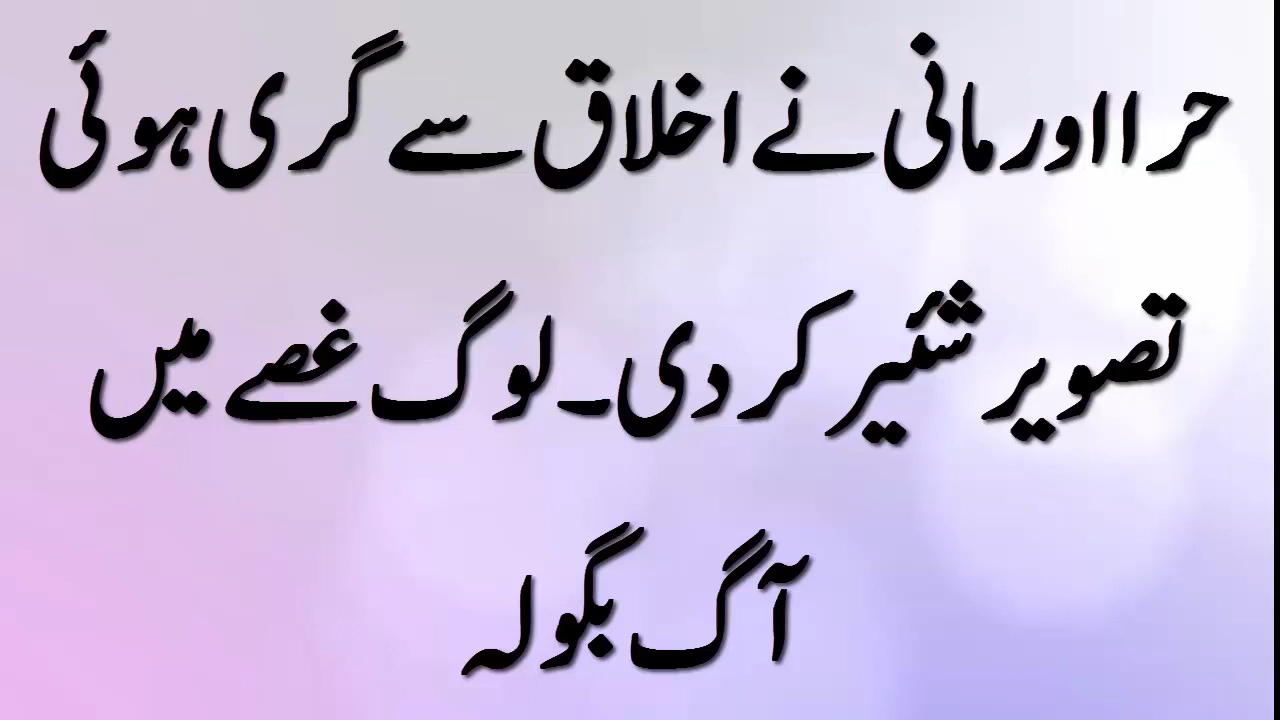 حرا اور مانی نے اخلاق سے گری ہوئی
تصویر شئیر کر دی۔ لوگ غصے میں
آگ بگولہ